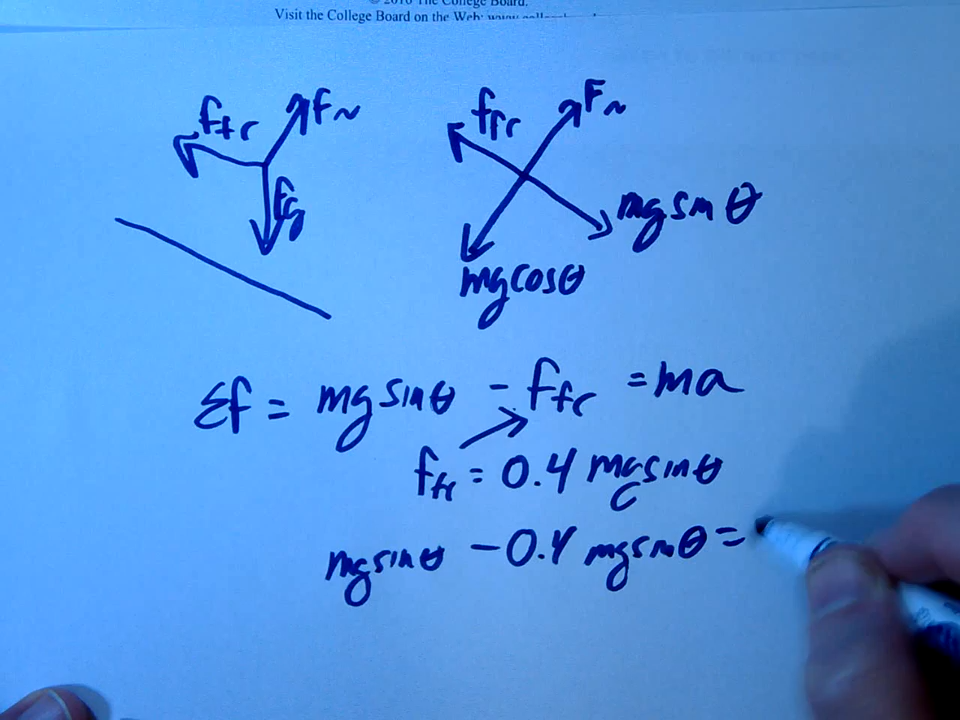 © 2016 The College Board.
Visit the College Board on the Web:
Ffr FN
Fg
Ffr FN
mg sin θ
mg cos θ
Σf = mg sin θ - Ffr = ma
Ffr = 0.4 mg sin θ
mg sin θ - 0.4 mg sin θ =